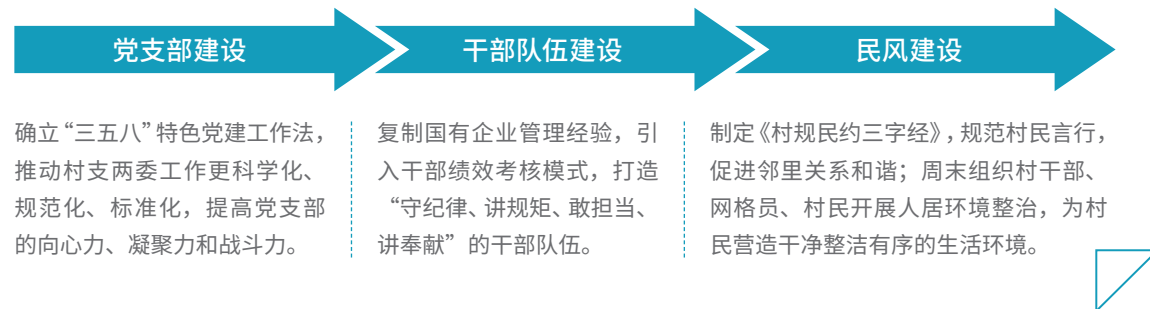 党支部建设
确立“三五八”特色党建工作法，
推动村支两委工作更科学化、
规范化、标准化，提高党支部
的向心力、凝聚力和战斗力。
干部队伍建设
复制国有企业管理经验，引
入干部绩效考核模式，打造
“守纪律、讲规矩、敢担当、
讲奉献”的干部队伍。
民风建设
制定《村规民约三字经》，规范村民言行，
促进邻里关系和谐；周末组织村干部、
网格员、村民开展人居环境整治，为村
民营造干净整洁有序的生活环境。